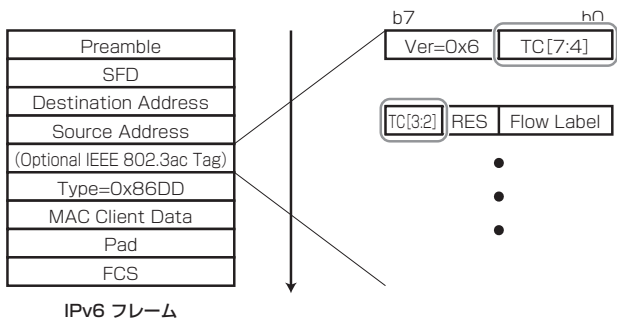 b7 b0
Ver=0x6 TC[7:4]
TC[3:2] RES Flow Label
Preamble
SFD
Destination Address
Source Address
(Optional IEEE 802.3ac Tag)
Type=0x86DD
MAC Client Data
Pad
FCS
IPv6 フレーム